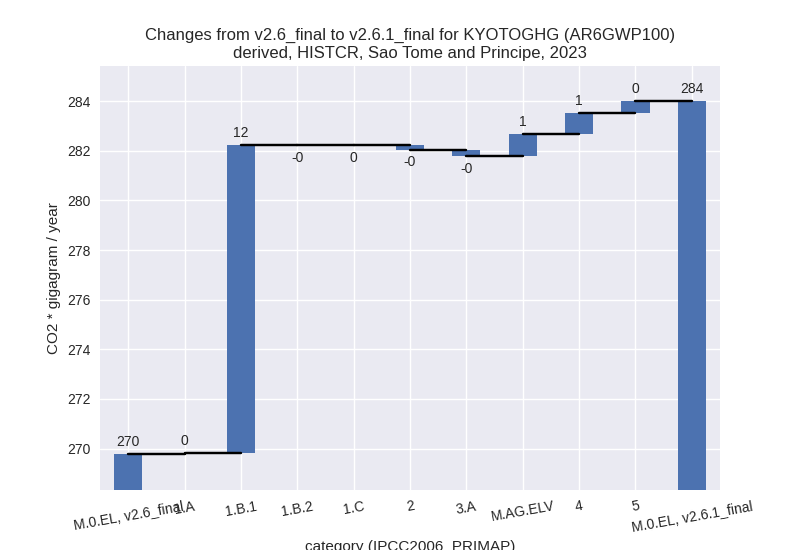 Changes from v2.6_final to v2.6.1_final for KYOTOGHG (AR6GWP100)
derived, HISTCR, Sao Tome and Principe, 2023
CO2 * gigagram / year
284
282
280
278
276
274
272
270
270
0
12
-0
0
-0
-0
1
1
0
284
M.0.EL, v2.6_final
1.A
1.B.1
1.B.2
1.C
2
3.A
M.AG.ELV
4
5
M.0.EL, v2.6.1_final
category (IPCC2006_PRIMAP)